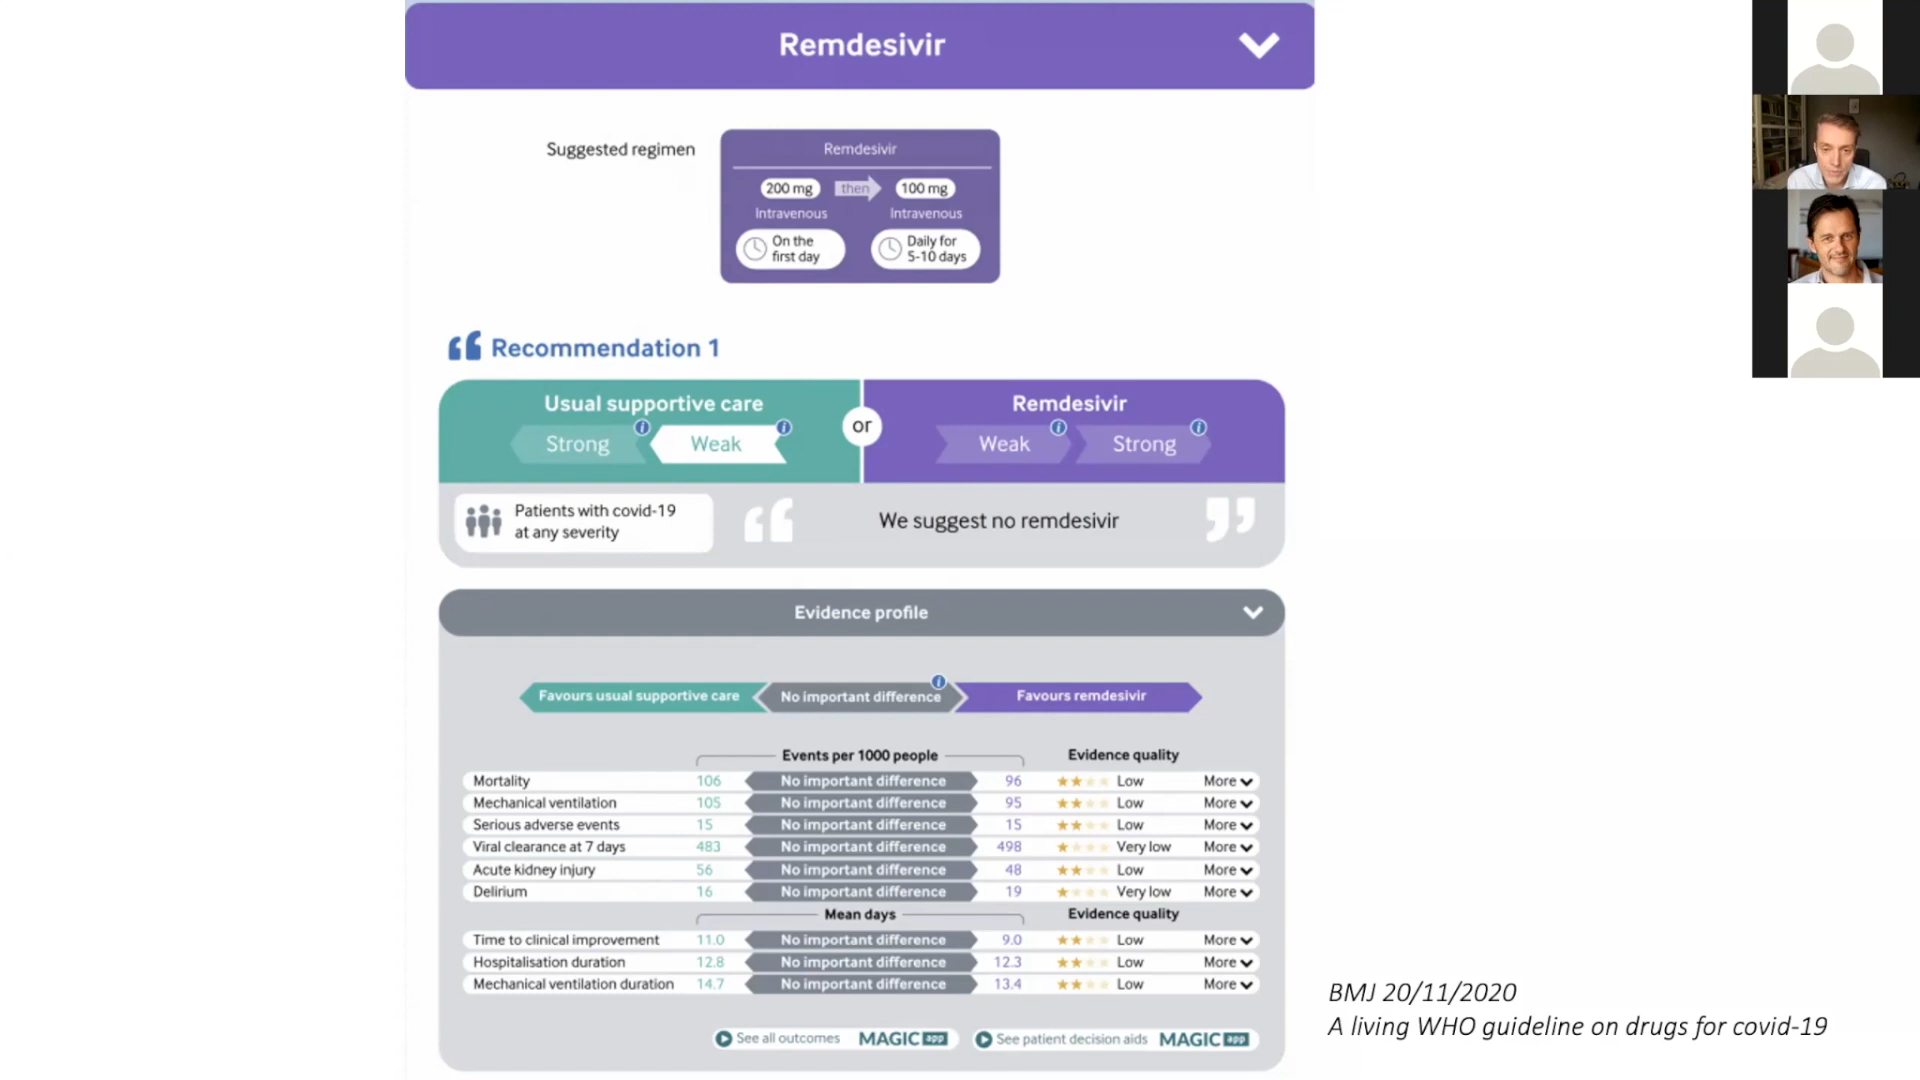 Remdesivir
Suggested regimen
Remdesivir
200 mg then 100 mg
Intravenous Intravenous
On the first day
Daily for 5-10 days
Recommendation 1
Usual supportive care
Strong Weak
or
Remdesivir
Weak Strong
Patients with covid-19
at any severity
We suggest no remdesivir
Evidence profile
Favours usual supportive care No important difference Favours remdesivir
Events per 1000 people Evidence quality
Mortality 106 No important difference 96 Low More
Mechanical ventilation 105 No important difference 95 Low More
Serious adverse events 15 No important difference 15 Low More
Viral clearance at 7 days 483 No important difference 498 Very low More
Acute kidney injury 56 No important difference 48 Low More
Delirium 16 No important difference 19 Very low More
Mean days Evidence quality
Time to clinical improvement 11.0 No important difference 9.0 Low More
Hospitalisation duration 12.8 No important difference 12.3 Low More
Mechanical ventilation duration 14.7 No important difference 13.4 Low More
See all outcomes MAGIC app See patient decision aids MAGIC app
BMJ 20/11/2020
A living WHO guideline on drugs for covid-19